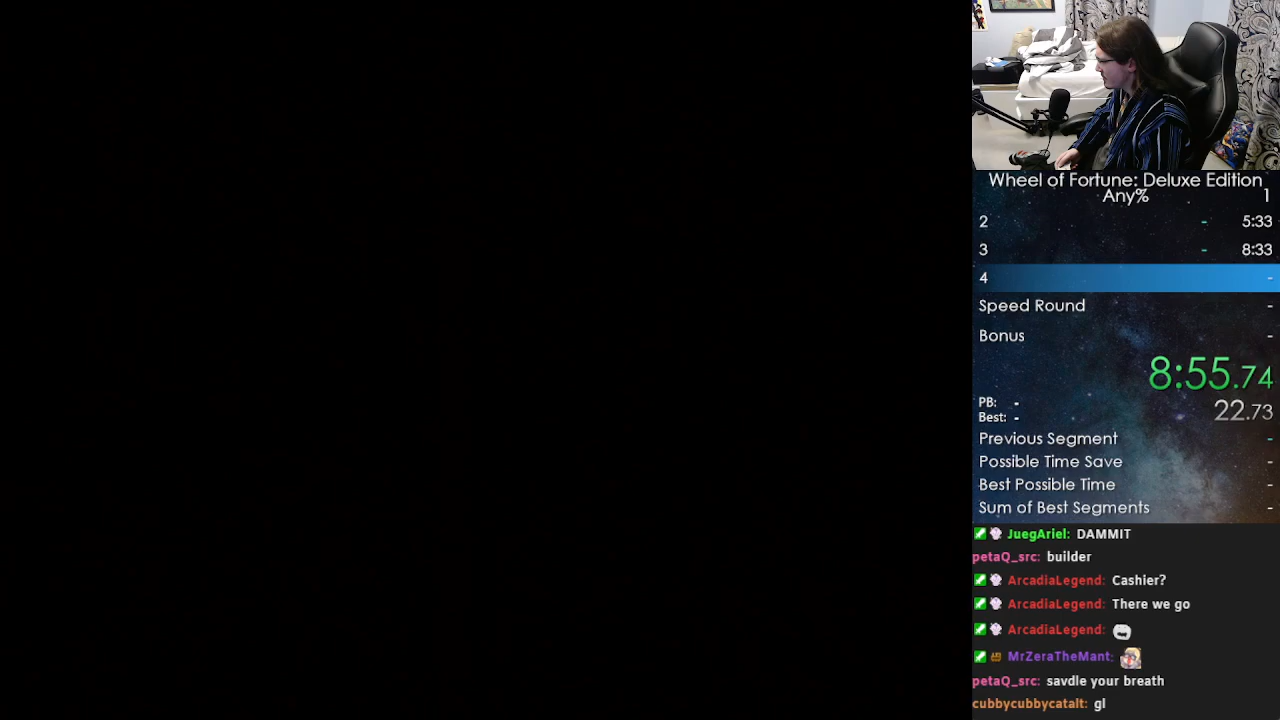 Wheel of Fortune: Deluxe Edition
Any% 1
2 - 5:33
3 - 8:33
4 -
Speed Round -
Bonus -
8:55.74
PB: -
22.73
Best: -
Previous Segment -
Possible Time Save -
Best Possible Time -
Sum of Best Segments -
JuegAriel: DAMMIT
petaQ_src: builder
ArcadiaLegend: Cashier?
ArcadiaLegend: There we go
ArcadiaLegend:
MrZeraTheMant:
petaQ_src: savdle your breath
cubbycubbycatalt: gl